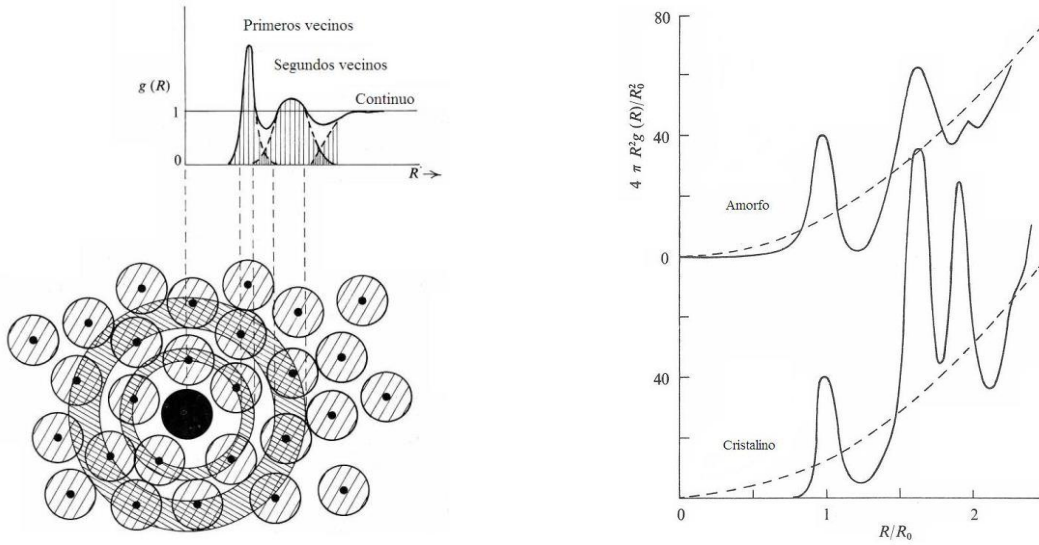 Primeros vecinos
Segundos vecinos
g (R)
Continuo
1
0
R →
80
40
0
40
4 π R²g (R)/R₀²
Amorfo
Cristalino
0
1
2
R/R₀